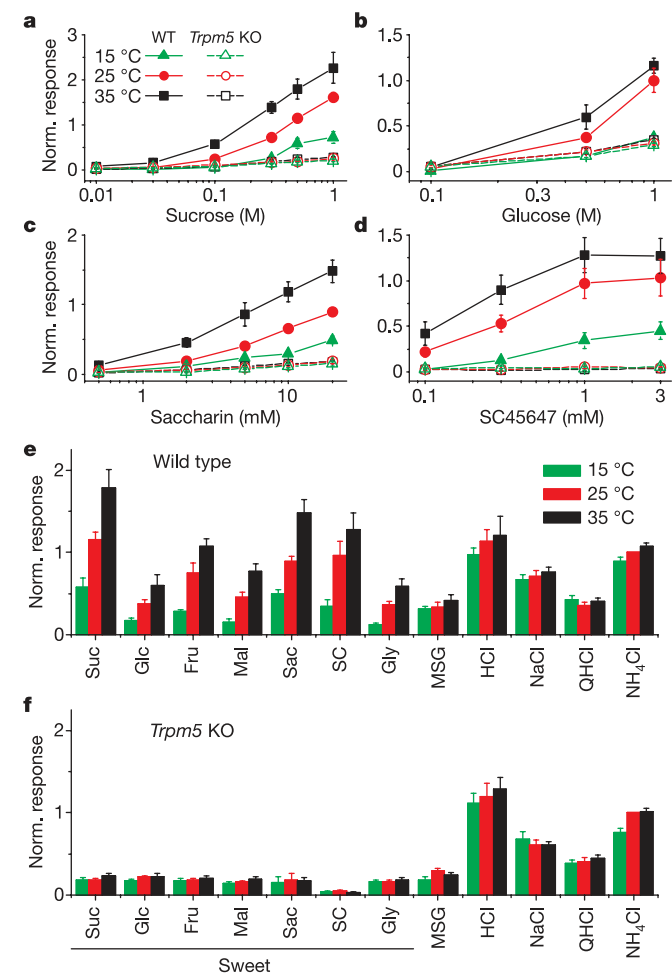 a
WT
Trpm5 KO
15 °C
25 °C
35 °C
3
2
1
0
Norm. response
0.01
0.1
1
Sucrose (M)
b
1.5
1.0
0.5
0
0.1
0.3
1
Glucose (M)
c
2
1
0
Norm. response
1
10
Saccharin (mM)
d
1.5
1.0
0.5
0
0.1
1
3
SC45647 (mM)
e
Wild type
15 °C
25 °C
35 °C
2
1
0
Norm. response
Suc
Glc
Fru
Mal
Sac
SC
Gly
MSG
HCl
NaCl
QHCl
NH₄Cl
f
Trpm5 KO
2
1
0
Norm. response
Suc
Glc
Fru
Mal
Sac
SC
Gly
MSG
HCl
NaCl
QHCl
NH₄Cl
Sweet